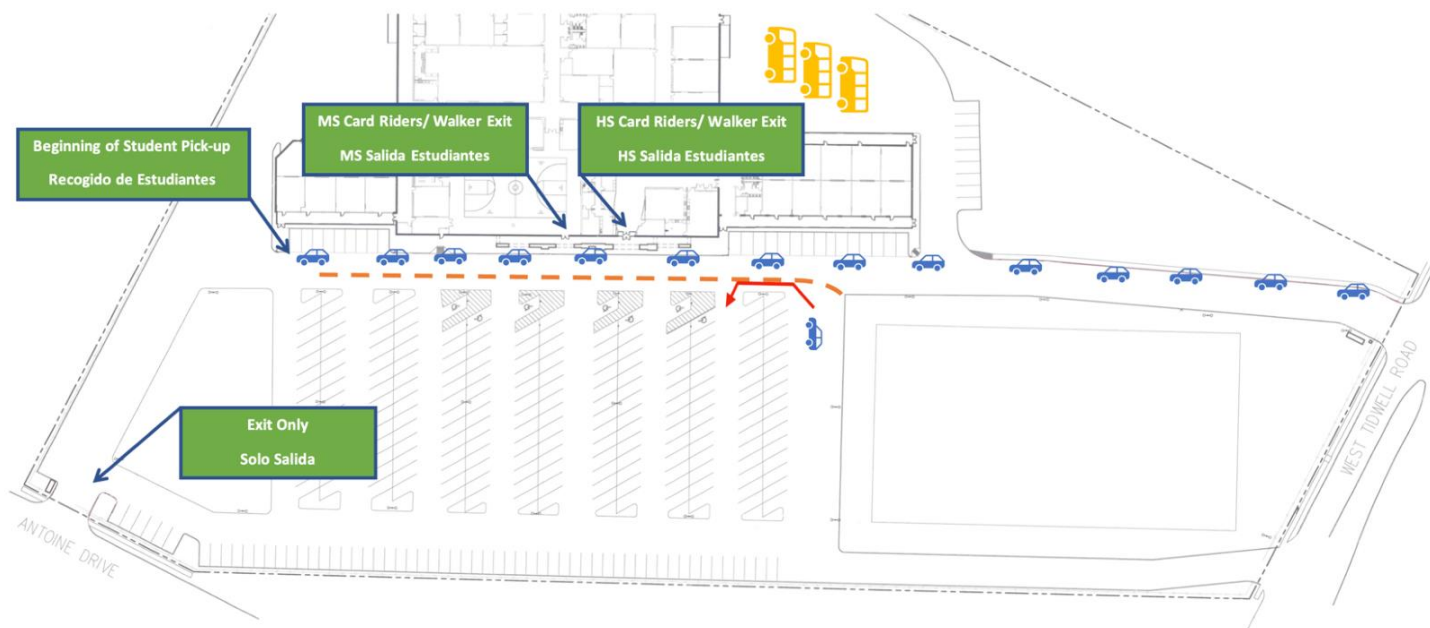 MS Card Riders/ Walker Exit
MS Salida Estudiantes
HS Card Riders/ Walker Exit
HS Salida Estudiantes
Beginning of Student Pick-up
Recogido de Estudiantes
Exit Only
Solo Salida
WEST TIDWELL ROAD
ANTOINE DRIVE